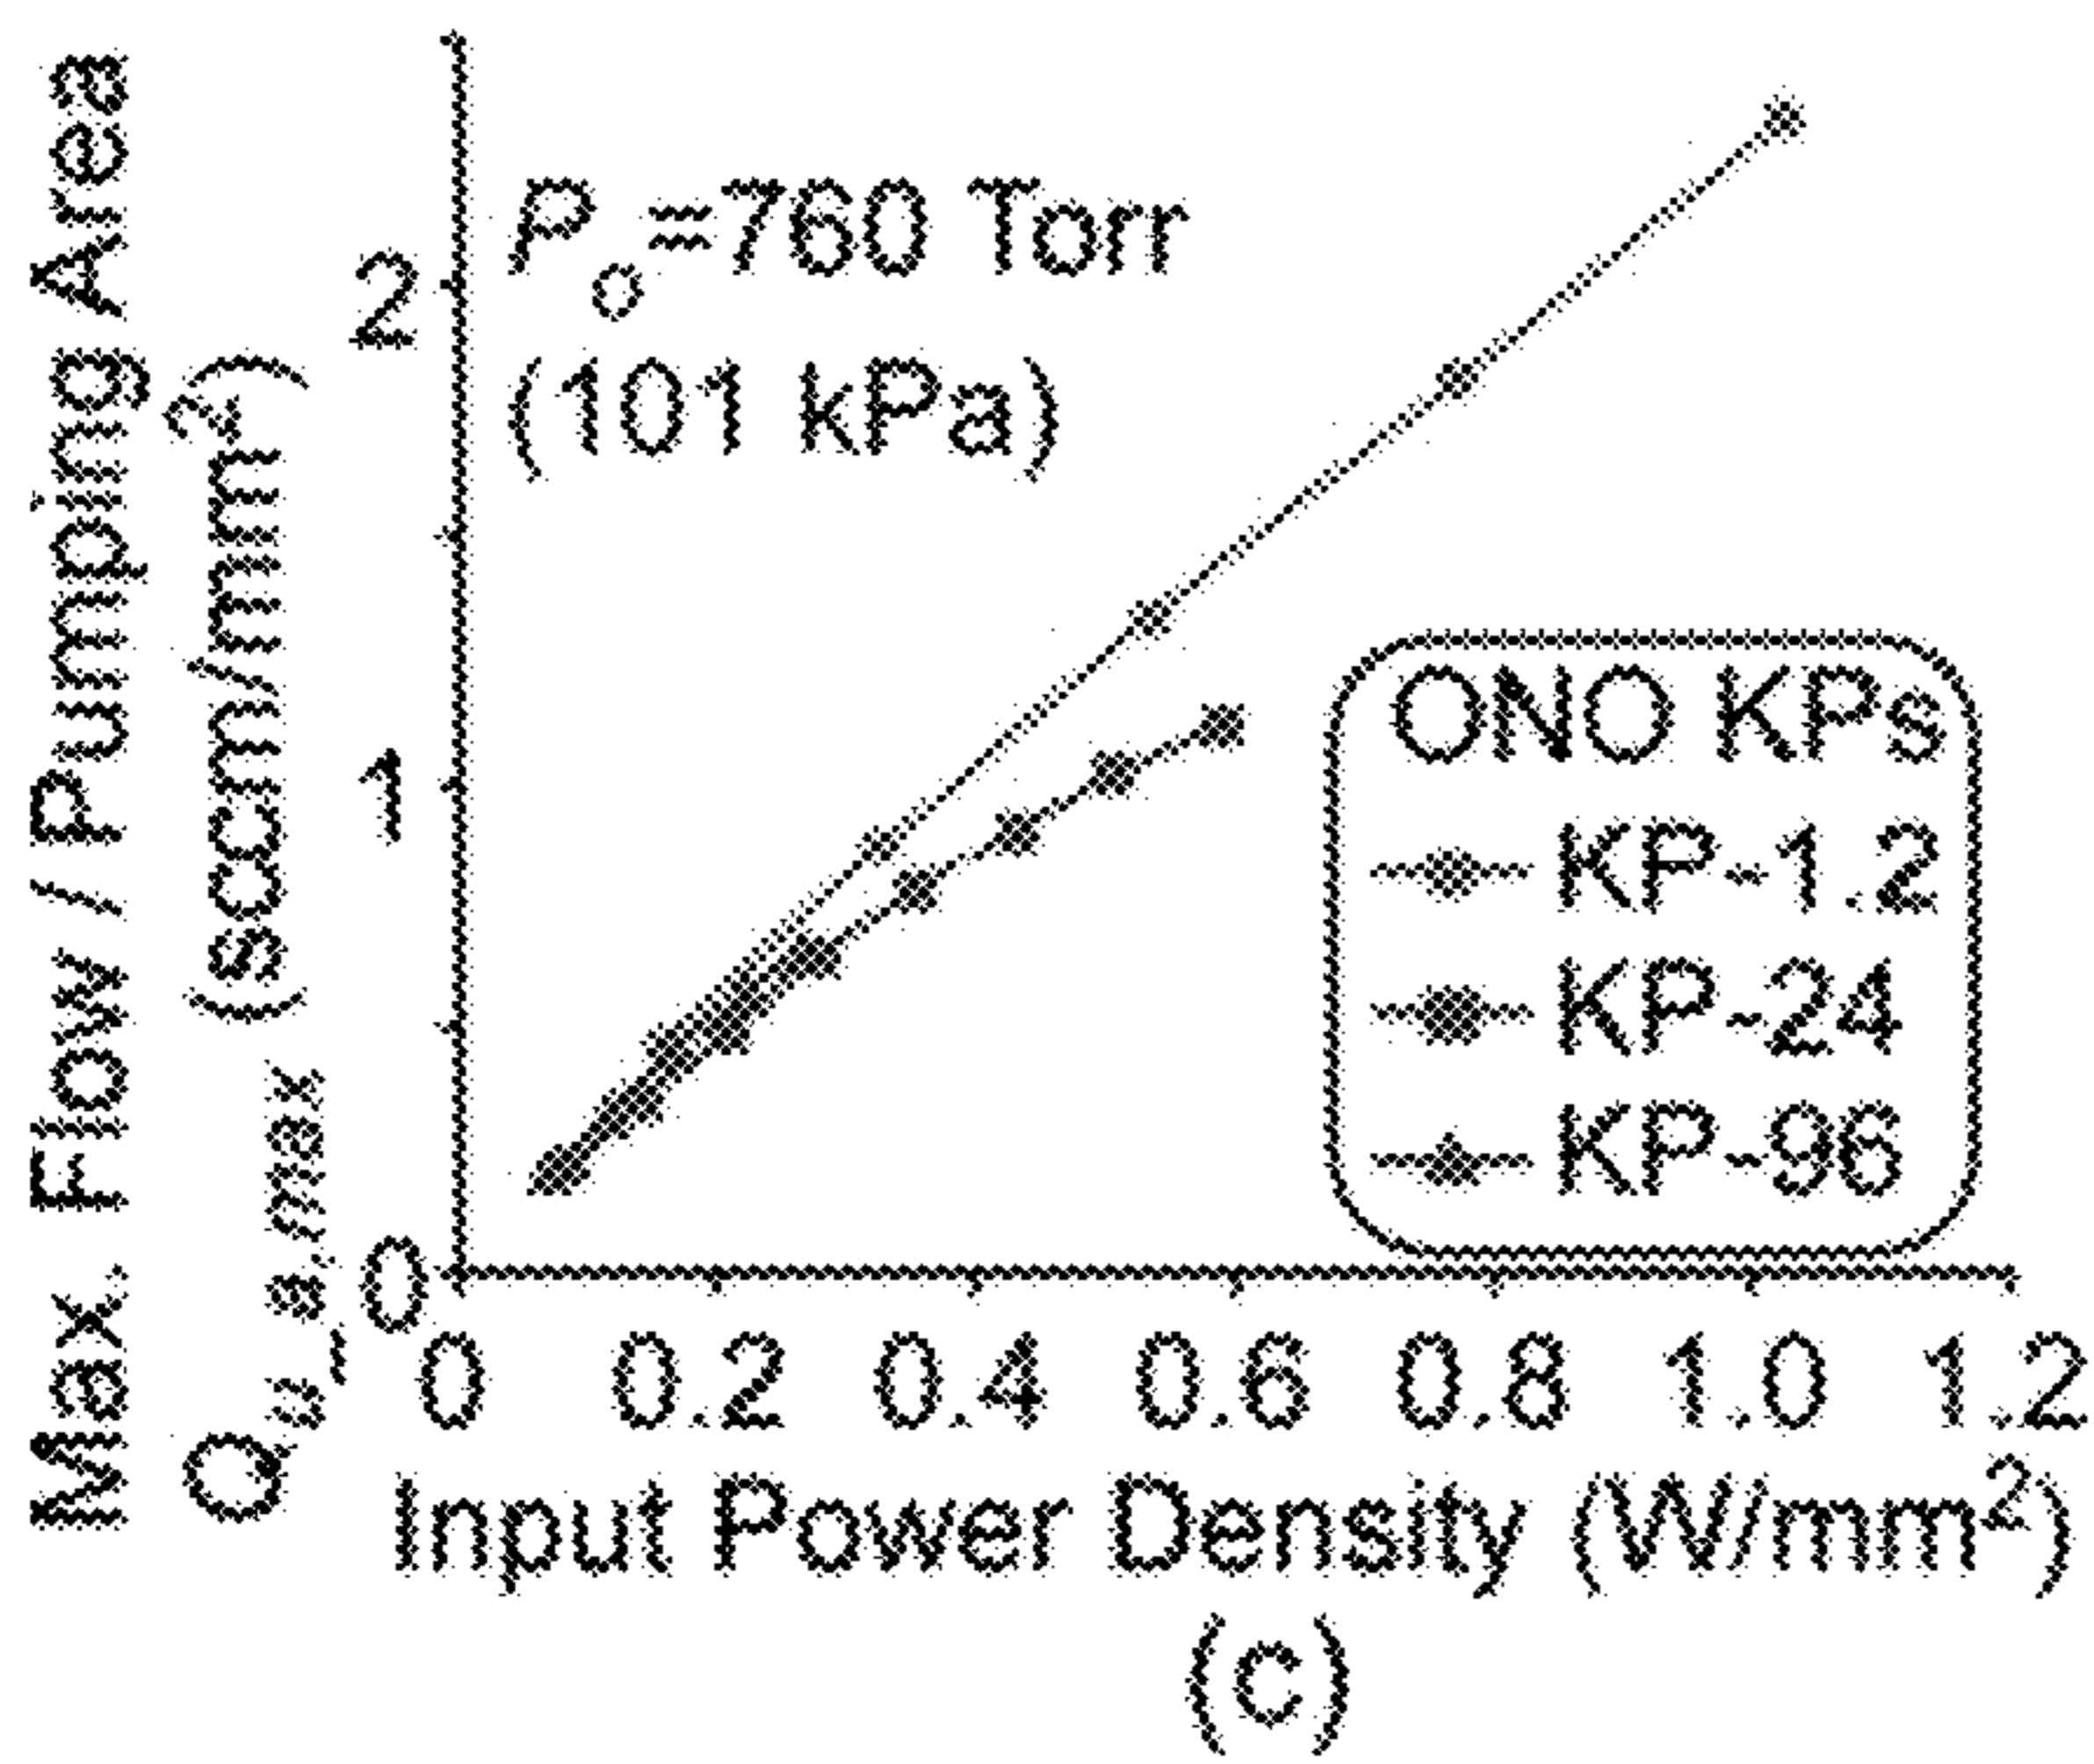 Max. Flow / Pumping Area
Qu_a,max (sccm/mm²)
2
1
0
Po=760 Torr
(101 kPa)
ONO KPs
KP-1.2
KP-24
KP-96
0 0.2 0.4 0.6 0.8 1.0 1.2
Input Power Density (W/mm²)
(c)